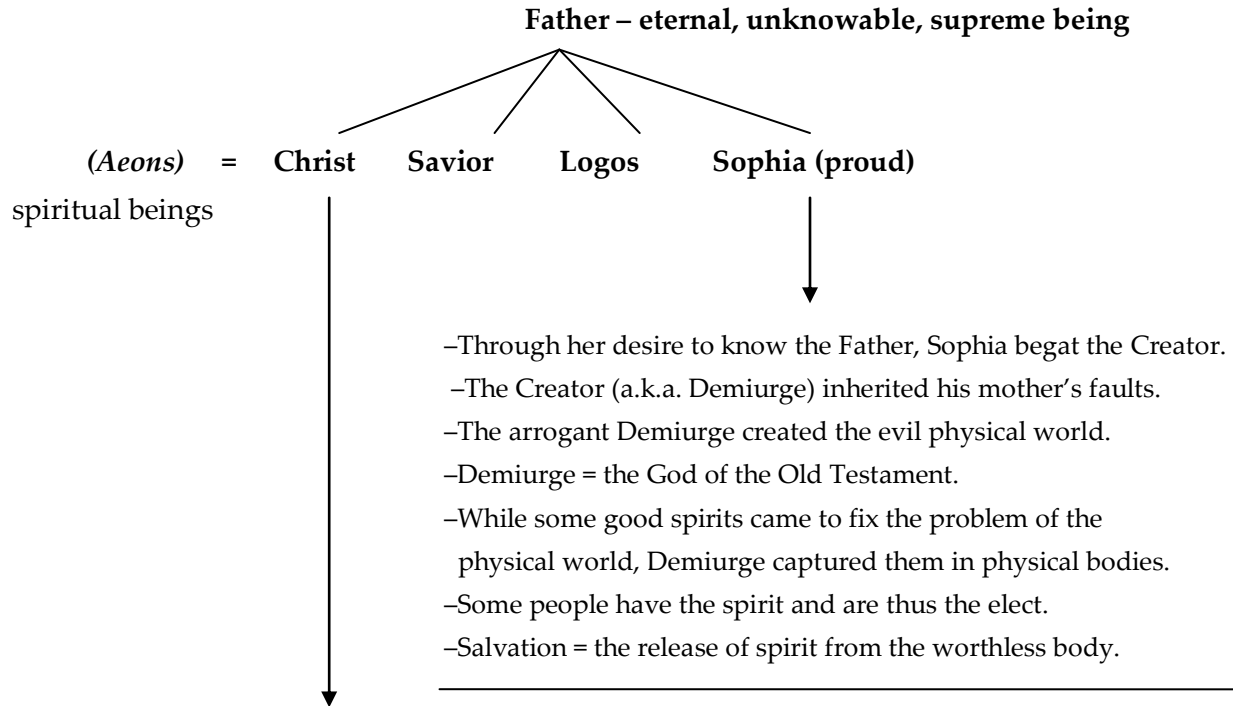 Father – eternal, unknowable, supreme being
(Aeons) = Christ Savior Logos Sophia (proud)
spiritual beings
–Through her desire to know the Father, Sophia begat the Creator.
–The Creator (a.k.a. Demiurge) inherited his mother’s faults.
–The arrogant Demiurge created the evil physical world.
–Demiurge = the God of the Old Testament.
–While some good spirits came to fix the problem of the
physical world, Demiurge captured them in physical bodies.
–Some people have the spirit and are thus the elect.
–Salvation = the release of spirit from the worthless body.